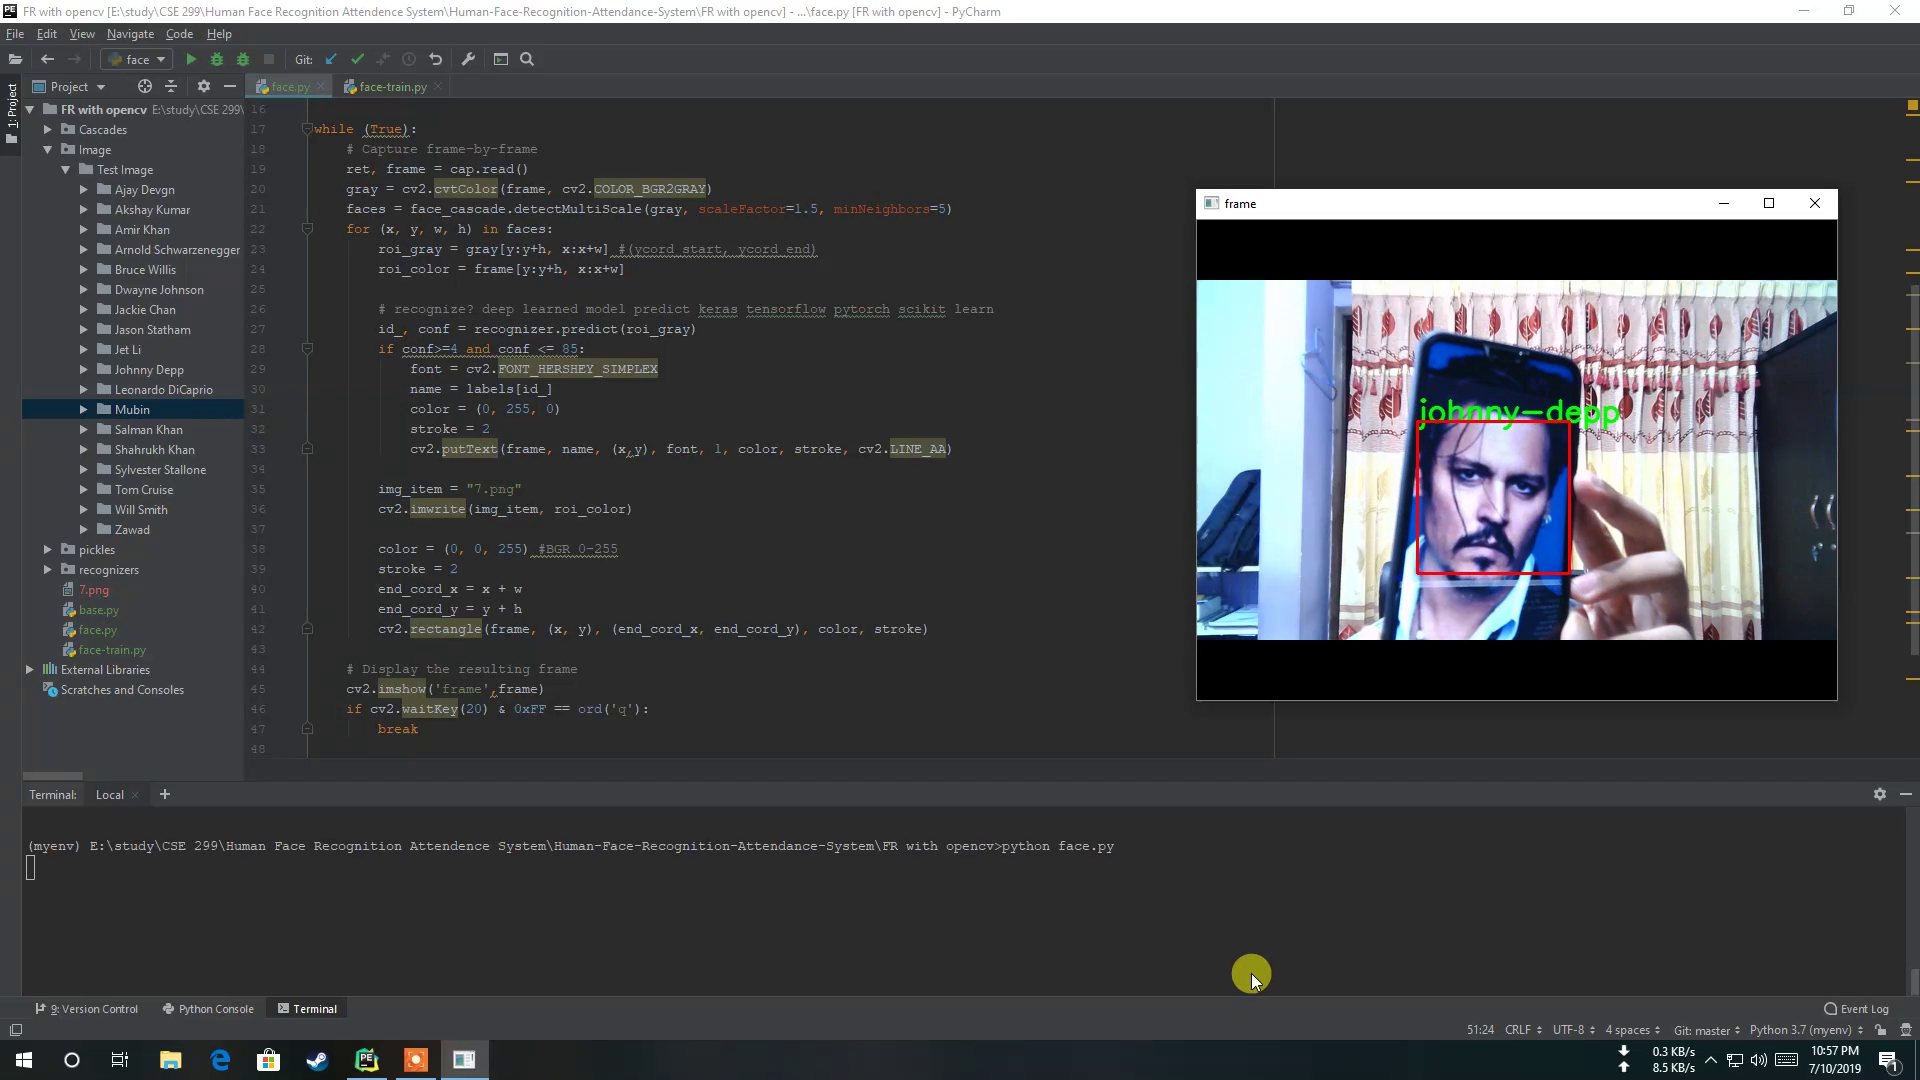 FR with opencv [E:\study\CSE 299\Human Face Recognition Attendence System\Human-Face-Recognition-Attendance-System\FR with opencv] - ...\face.py [FR with opencv] - PyCharm
File Edit View Navigate Code Help
face Git:
1: Project
Project
face.py face-train.py
FR with opencv E:\study\CSE 299\
Cascades
Image
Test Image
Ajay Devgn
Akshay Kumar
Amir Khan
Arnold Schwarzenegger
Bruce Willis
Dwayne Johnson
Jackie Chan
Jason Statham
Jet Li
Johnny Depp
Leonardo DiCaprio
Mubin
Salman Khan
Shahrukh Khan
Sylvester Stallone
Tom Cruise
Will Smith
Zawad
pickles
recognizers
7.png
base.py
face.py
face-train.py
External Libraries
Scratches and Consoles
16
17 while (True):
18 # Capture frame-by-frame
19 ret, frame = cap.read()
20 gray = cv2.cvtColor(frame, cv2.COLOR_BGR2GRAY)
21 faces = face_cascade.detectMultiScale(gray, scaleFactor=1.5, minNeighbors=5)
22 for (x, y, w, h) in faces:
23 roi_gray = gray[y:y+h, x:x+w] #(ycord_start, ycord_end)
24 roi_color = frame[y:y+h, x:x+w]
25
26 # recognize? deep learned model predict keras tensorflow pytorch scikit learn
27 id_, conf = recognizer.predict(roi_gray)
28 if conf>=4 and conf <= 85:
29 font = cv2.FONT_HERSHEY_SIMPLEX
30 name = labels[id_]
31 color = (0, 255, 0)
32 stroke = 2
33 cv2.putText(frame, name, (x,y), font, 1, color, stroke, cv2.LINE_AA)
34
35 img_item = "7.png"
36 cv2.imwrite(img_item, roi_color)
37
38 color = (0, 0, 255) #BGR 0-255
39 stroke = 2
40 end_cord_x = x + w
41 end_cord_y = y + h
42 cv2.rectangle(frame, (x, y), (end_cord_x, end_cord_y), color, stroke)
43
44 # Display the resulting frame
45 cv2.imshow('frame',frame)
46 if cv2.waitKey(20) & 0xFF == ord('q'):
47 break
48
frame
johnny-depp
Terminal: Local
(myenv) E:\study\CSE 299\Human Face Recognition Attendence System\Human-Face-Recognition-Attendance-System\FR with opencv>python face.py
9: Version Control Python Console Terminal Event Log
51:24 CRLF UTF-8 4 spaces Git: master Python 3.7 (myenv)
0.3 KB/s
8.5 KB/s
10:57 PM
7/10/2019
1